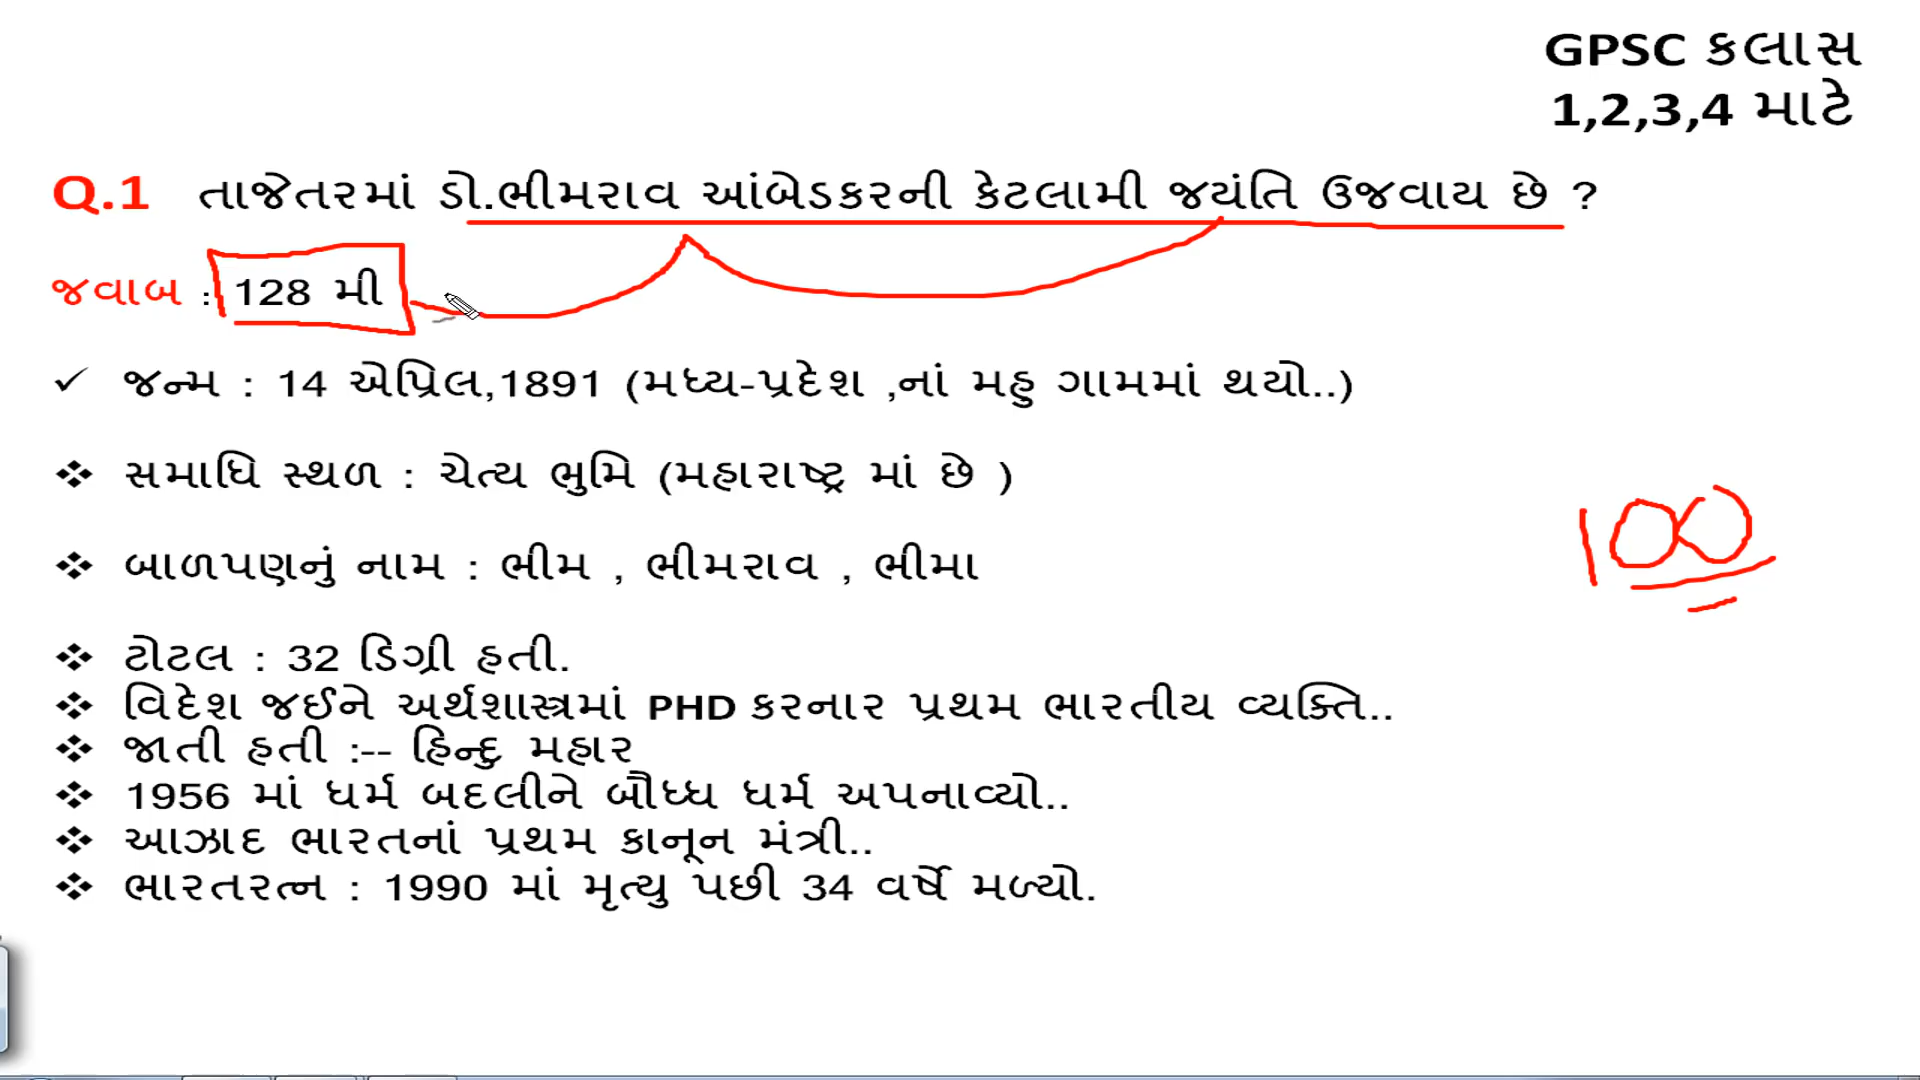 GPSC કલાસ
1,2,3,4 માટે
Q.1 તાજેતરમાં ડો.ભીમરાવ આંબેડકરની કેટલામી જયંતિ ઉજવાય છે ?
જવાબ : 128 મી
✓ જન્મ : 14 એપ્રિલ,1891 (મધ્ય-પ્રદેશ ,નાં મહુ ગામમાં થયો..)
❖ સમાધિ સ્થળ : ચેત્ય ભુમિ (મહારાષ્ટ્ર માં છે )
100
❖ બાળપણનું નામ : ભીમ , ભીમરાવ , ભીમા
❖ ટોટલ : 32 ડિગ્રી હતી.
❖ વિદેશ જઈને અર્થશાસ્ત્રમાં PHD કરનાર પ્રથમ ભારતીય વ્યક્તિ..
❖ જાતી હતી :-- હિન્દુ મહાર
❖ 1956 માં ધર્મ બદલીને બૌધ્ધ ધર્મ અપનાવ્યો..
❖ આઝાદ ભારતનાં પ્રથમ કાનૂન મંત્રી..
❖ ભારતરત્ન : 1990 માં મૃત્યુ પછી 34 વર્ષે મળ્યો.